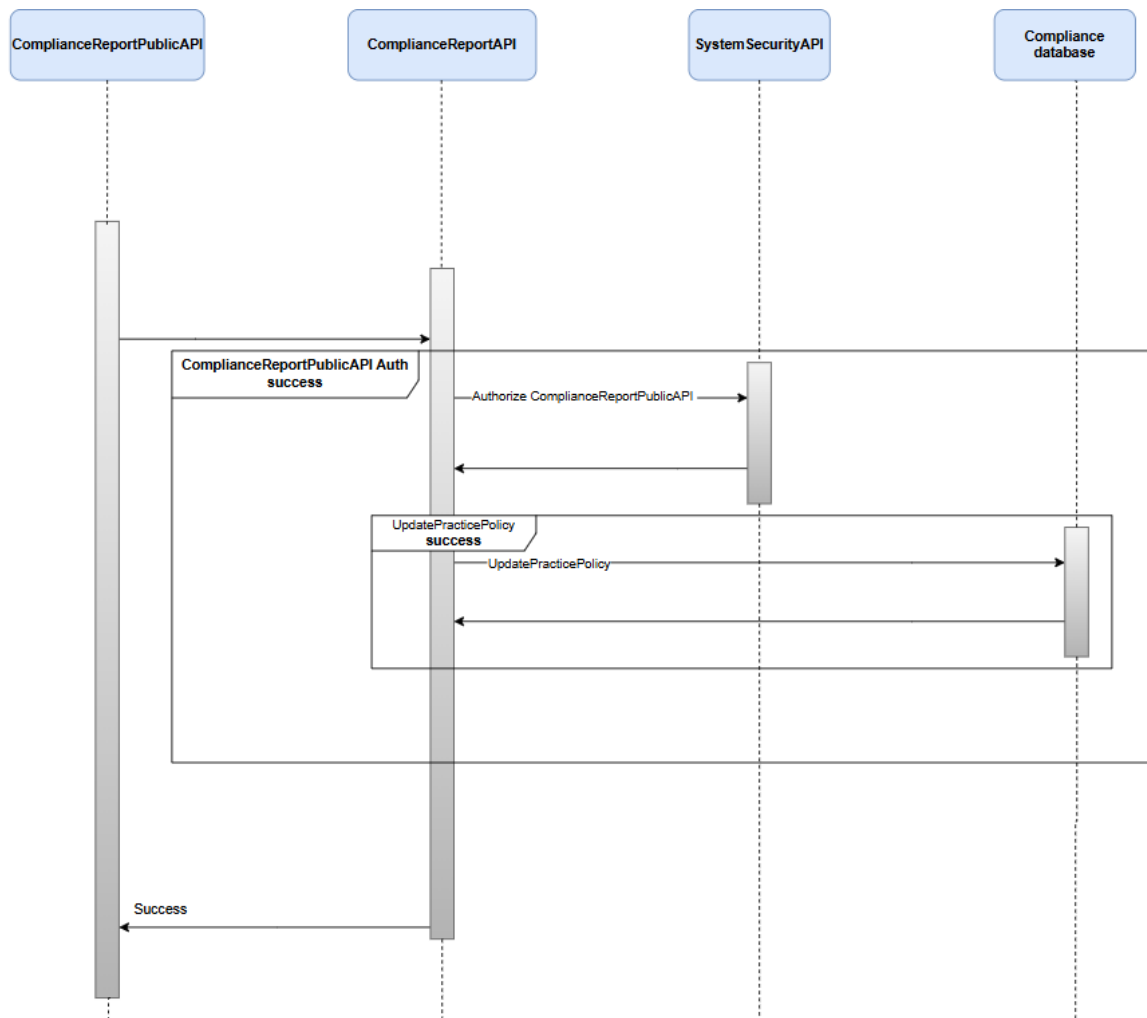 ComplianceReportPublicAPI
ComplianceReportAPI
SystemSecurityAPI
Compliance
database
ComplianceReportPublicAPI Auth
success
Authorize ComplianceReportPublicAPI
UpdatePracticePolicy
success
UpdatePracticePolicy
Success